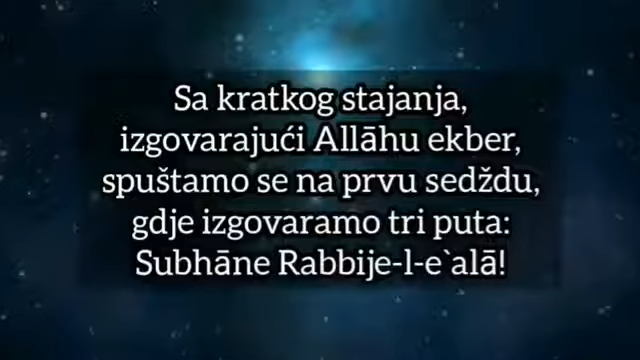 Sa kratkog stajanja,
izgovarajući Allāhu ekber,
spuštamo se na prvu sedždu,
gdje izgovaramo tri puta:
Subhāne Rabbije-l-e`alā!